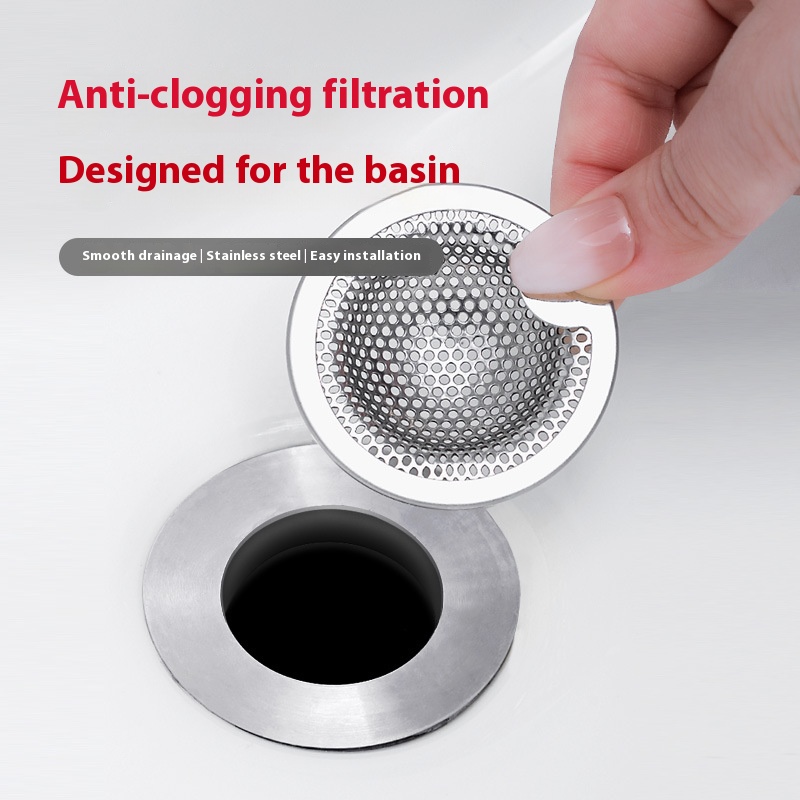 Anti-clogging filtration
Designed for the basin
Smooth drainage | Stainless steel | Easy installation